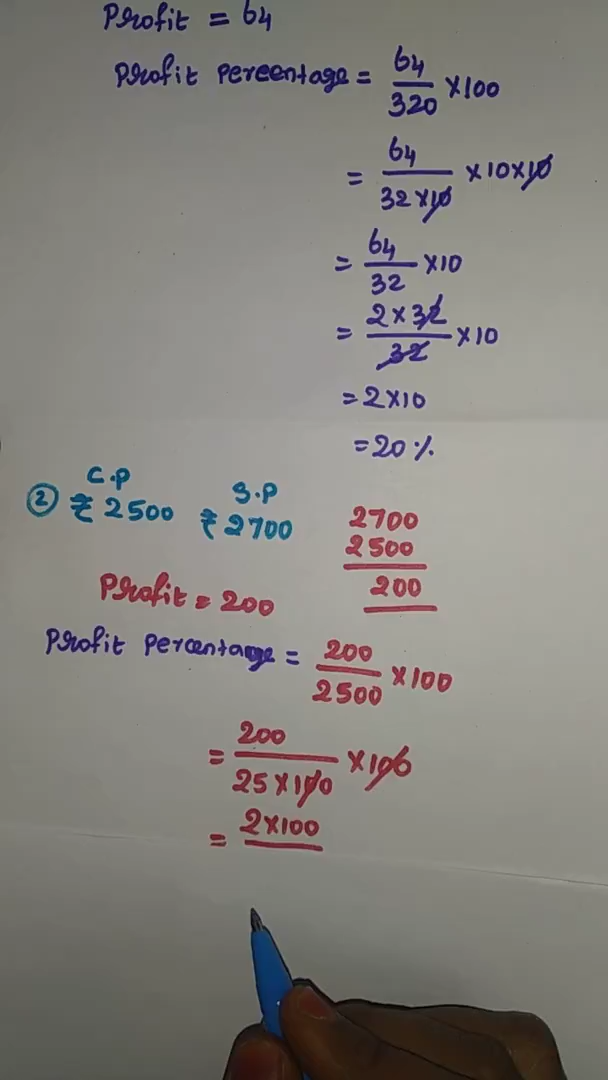 Profit = 64
Profit percentage = 64/320 ×100
= 64/32×10 ×10×10
= 64/32 ×10
= 2×32/32 ×10
= 2×10
= 20%
C.P S.P
② ₹ 2500 ₹ 2700
2700
2500
200
Profit = 200
Profit percentage = 200/2500 ×100
= 200/25×100 ×100
= 2×100